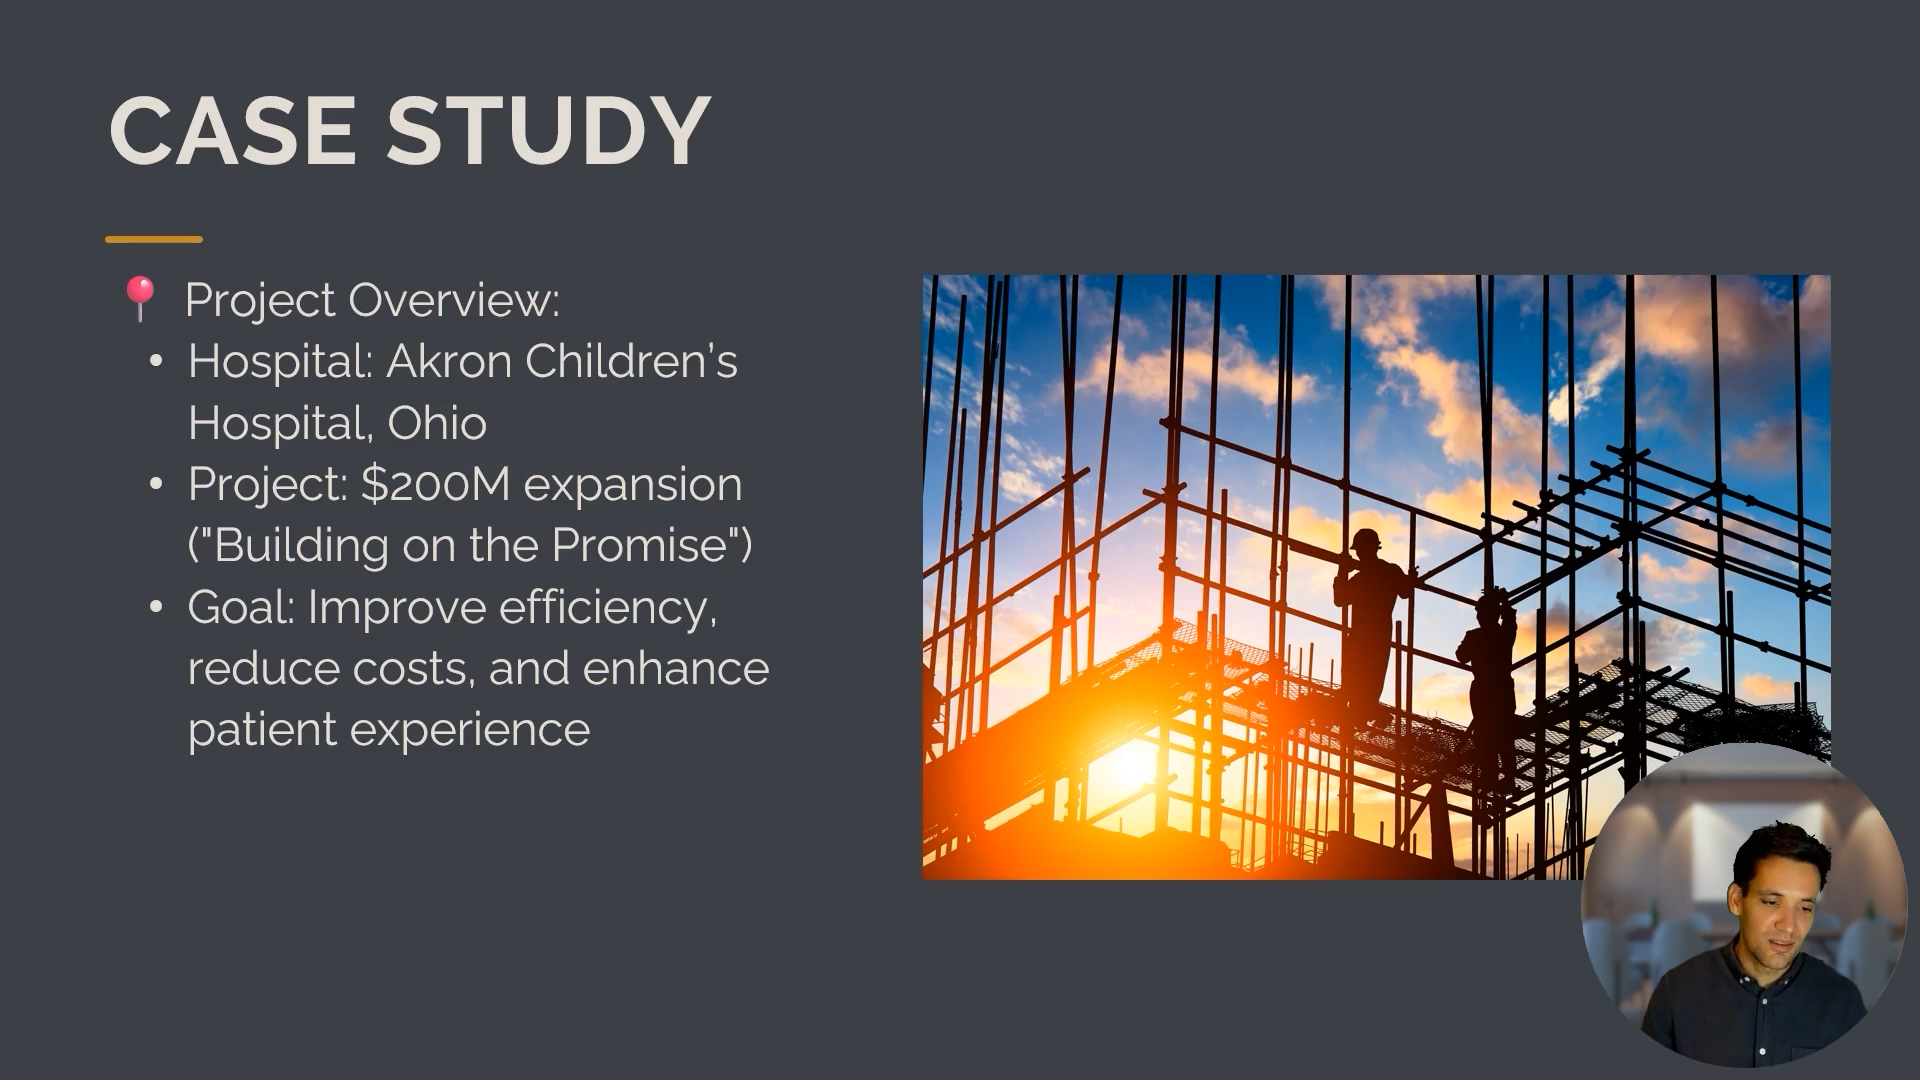 CASE STUDY
📍 Project Overview:
• Hospital: Akron Children's
Hospital, Ohio
• Project: $200M expansion
("Building on the Promise")
• Goal: Improve efficiency,
reduce costs, and enhance
patient experience